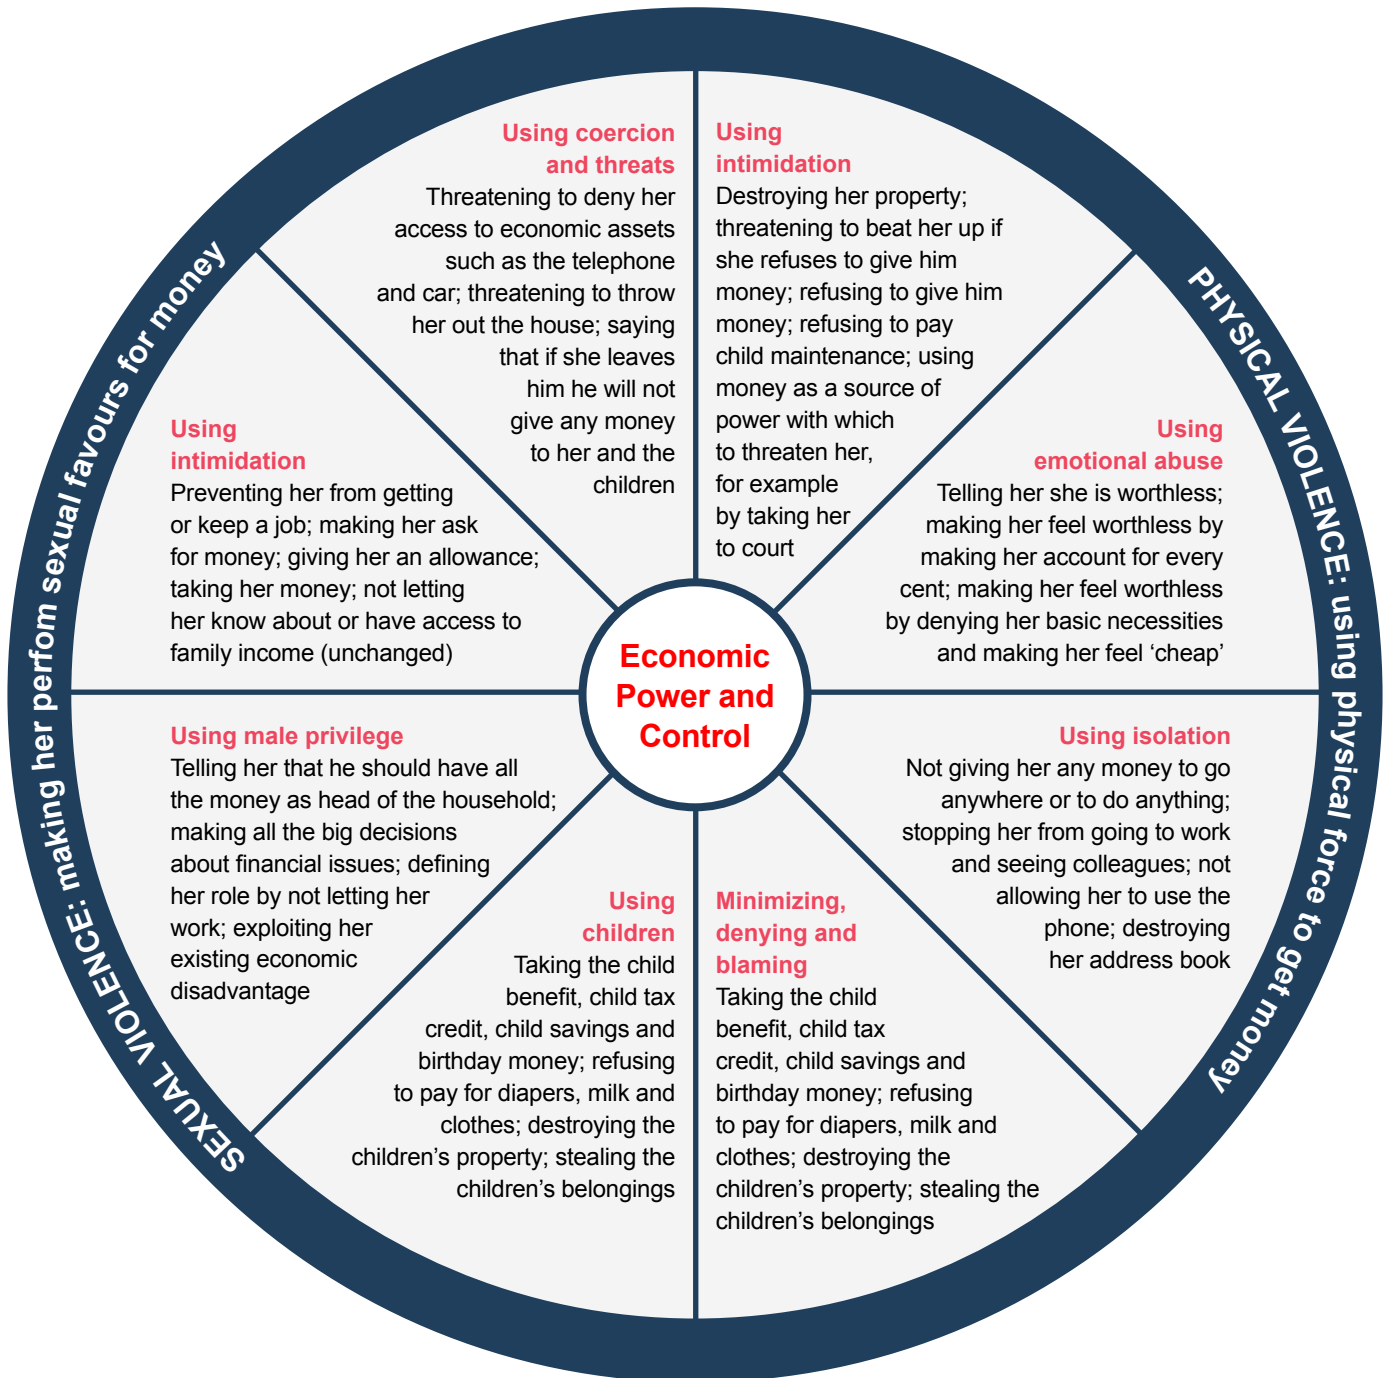 Using coercion
and threats
Threatening to deny her
access to economic assets
such as the telephone
and car; threatening to throw
her out the house; saying
that if she leaves
him he will not
give any money
to her and the
children
Using
intimidation
Destroying her property;
threatening to beat her up if
she refuses to give him
money; refusing to give him
money; refusing to pay
child maintenance; using
money as a source of
power with which
to threaten her,
for example
by taking her
to court
Using
emotional abuse
Telling her she is worthless;
making her feel worthless by
making her account for every
cent; making her feel worthless
by denying her basic necessities
and making her feel ‘cheap’
Using isolation
Not giving her any money to go
anywhere or to do anything;
stopping her from going to work
and seeing colleagues; not
allowing her to use the
phone; destroying
her address book
Minimizing,
denying and
blaming
Taking the child
benefit, child tax
credit, child savings and
birthday money; refusing
to pay for diapers, milk and
clothes; destroying the
children’s property; stealing the
children’s belongings
Using
children
Taking the child
benefit, child tax
credit, child savings and
birthday money; refusing
to pay for diapers, milk and
clothes; destroying the
children’s property; stealing the
children’s belongings
Using male privilege
Telling her that he should have all
the money as head of the household;
making all the big decisions
about financial issues; defining
her role by not letting her
work; exploiting her
existing economic
disadvantage
Using
intimidation
Preventing her from getting
or keep a job; making her ask
for money; giving her an allowance;
taking her money; not letting
her know about or have access to
family income (unchanged)
Economic
Power and
Control
PHYSICAL VIOLENCE: using physical force to get money
SEXUAL VIOLENCE: making her perfom sexual favours for money